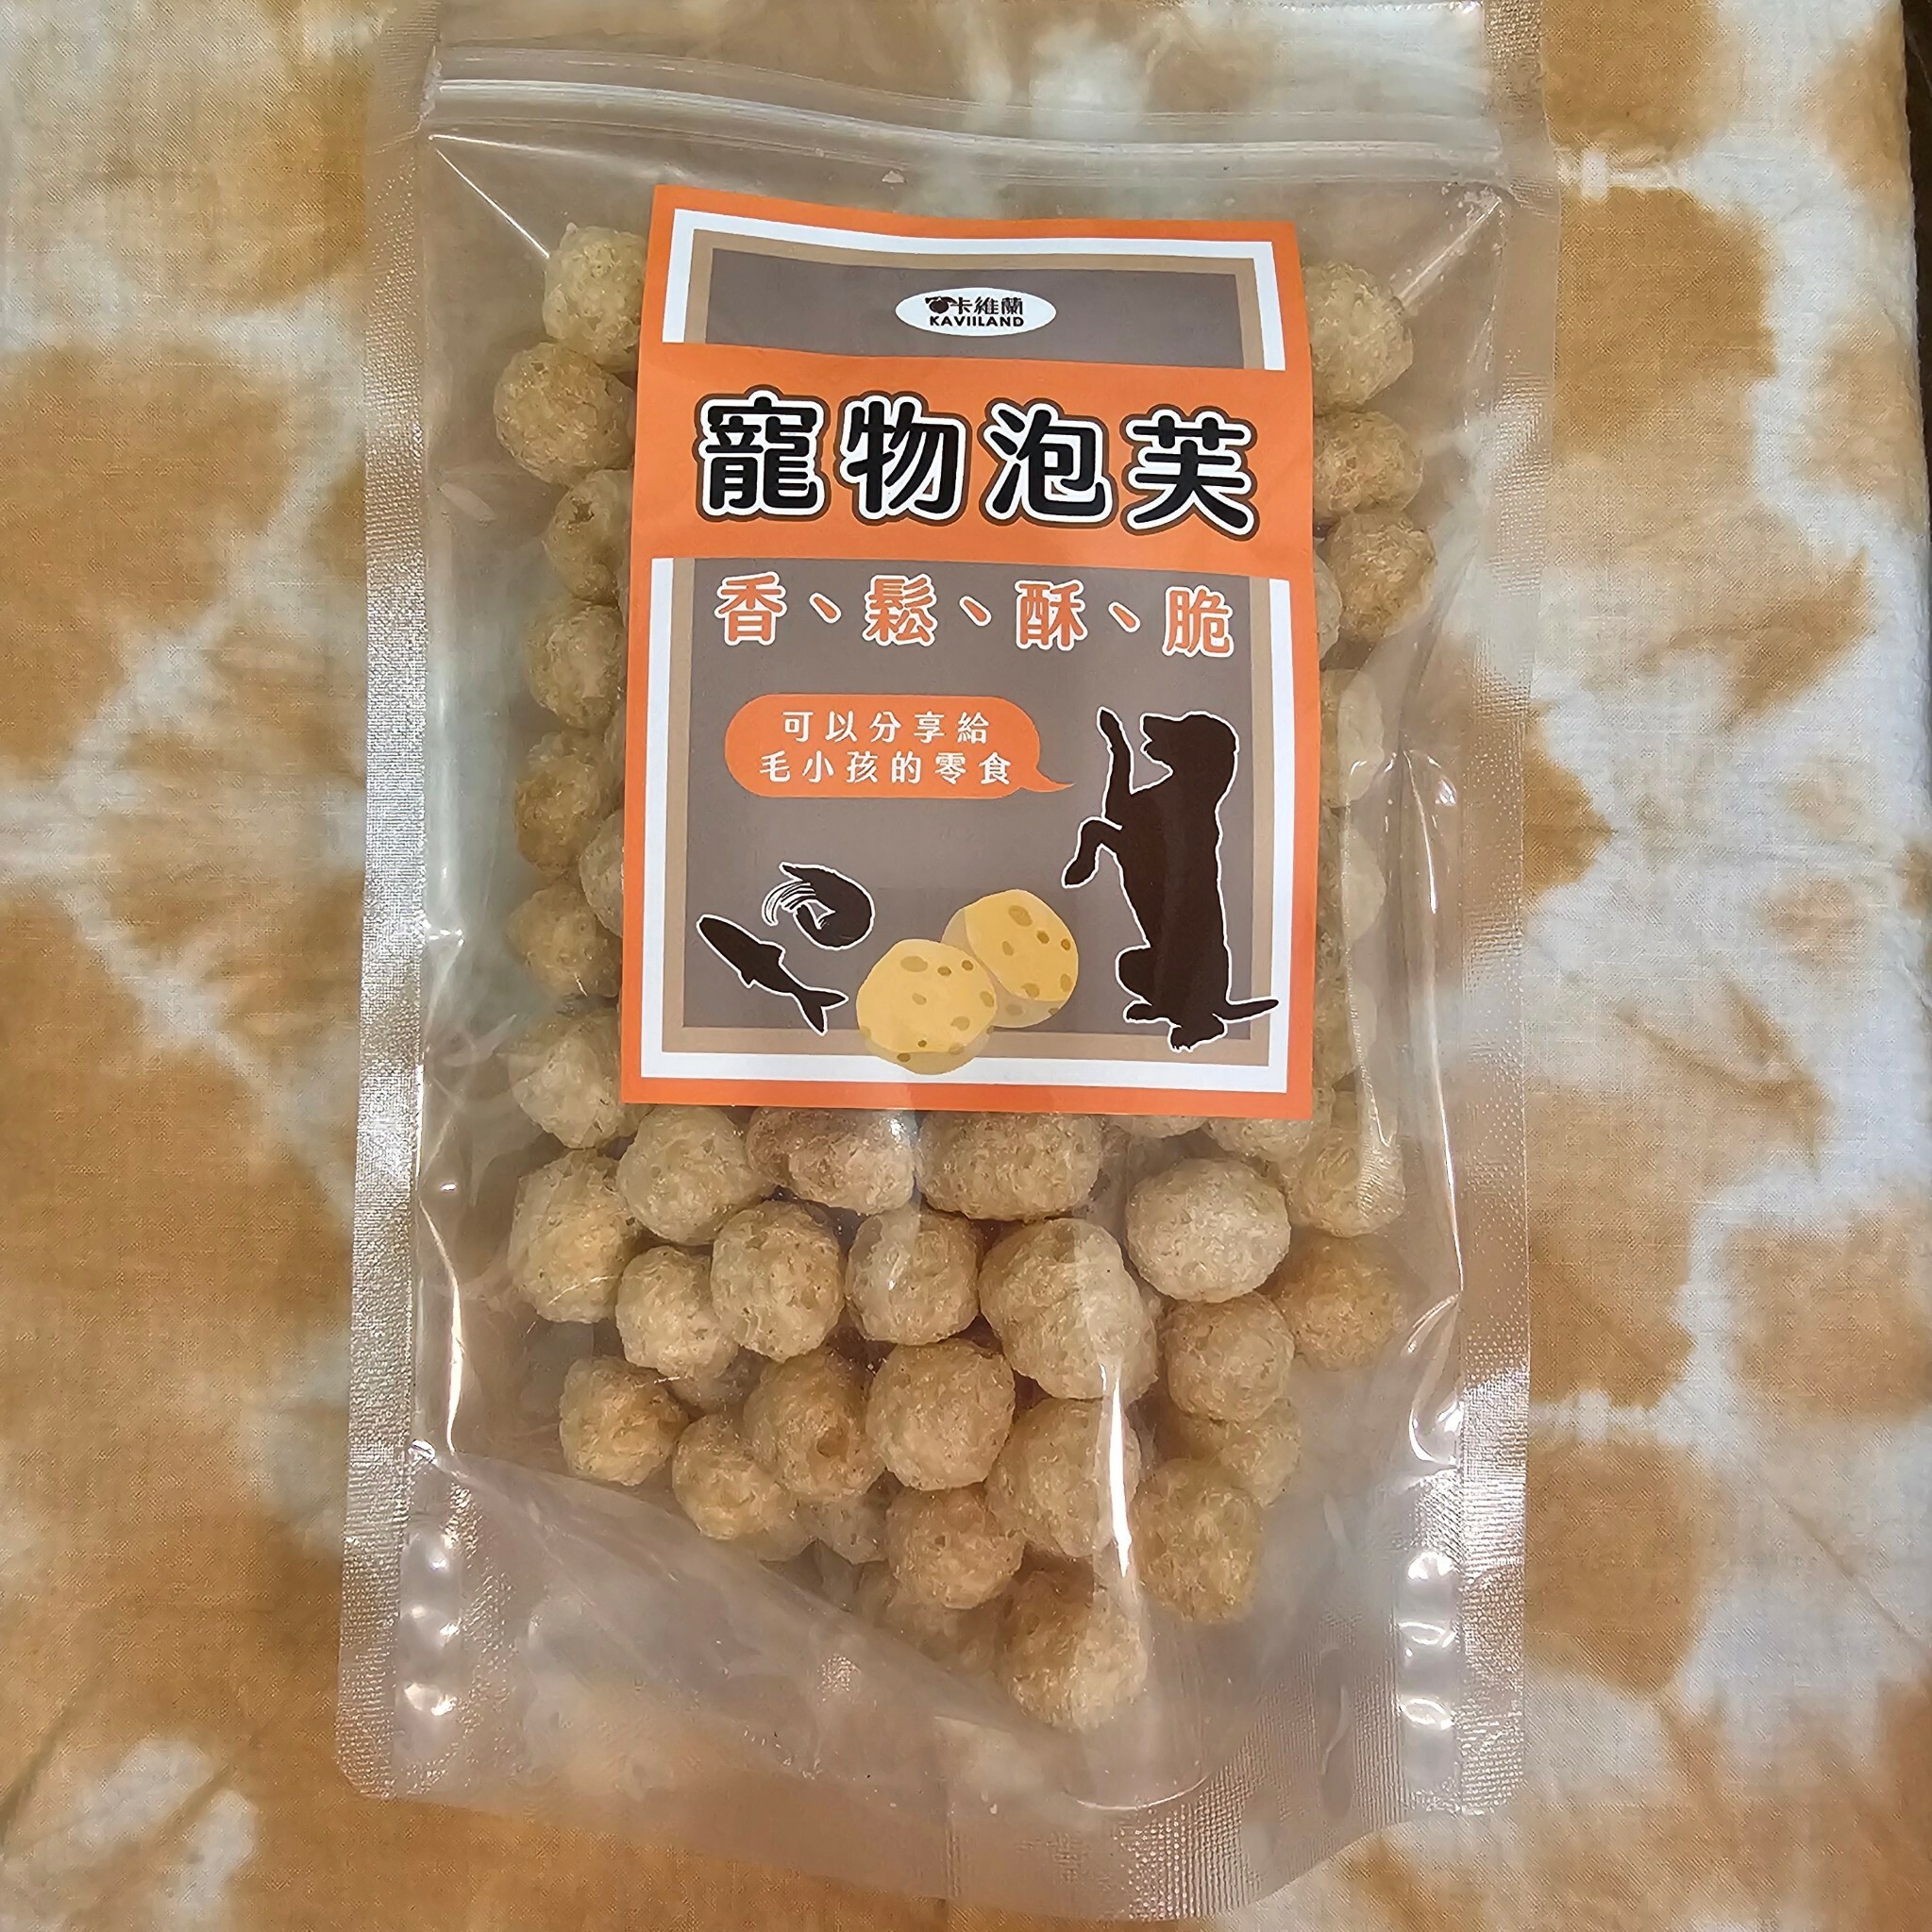 卡維蘭
KAVIILAND
寵物泡芙
香、鬆、酥、脆
可以分享給
毛小孩的零食